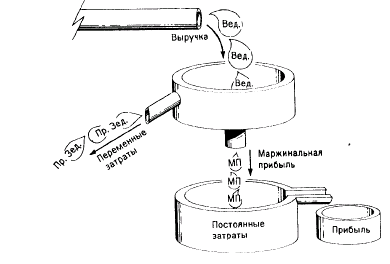 Вед.
Выручка
Вед.
Вед.
Пр. Зед.
Пр. Зед.
Переменные
затраты
Маржинальная
прибыль
МП
МП
МП
Постоянные
затраты
Прибыль